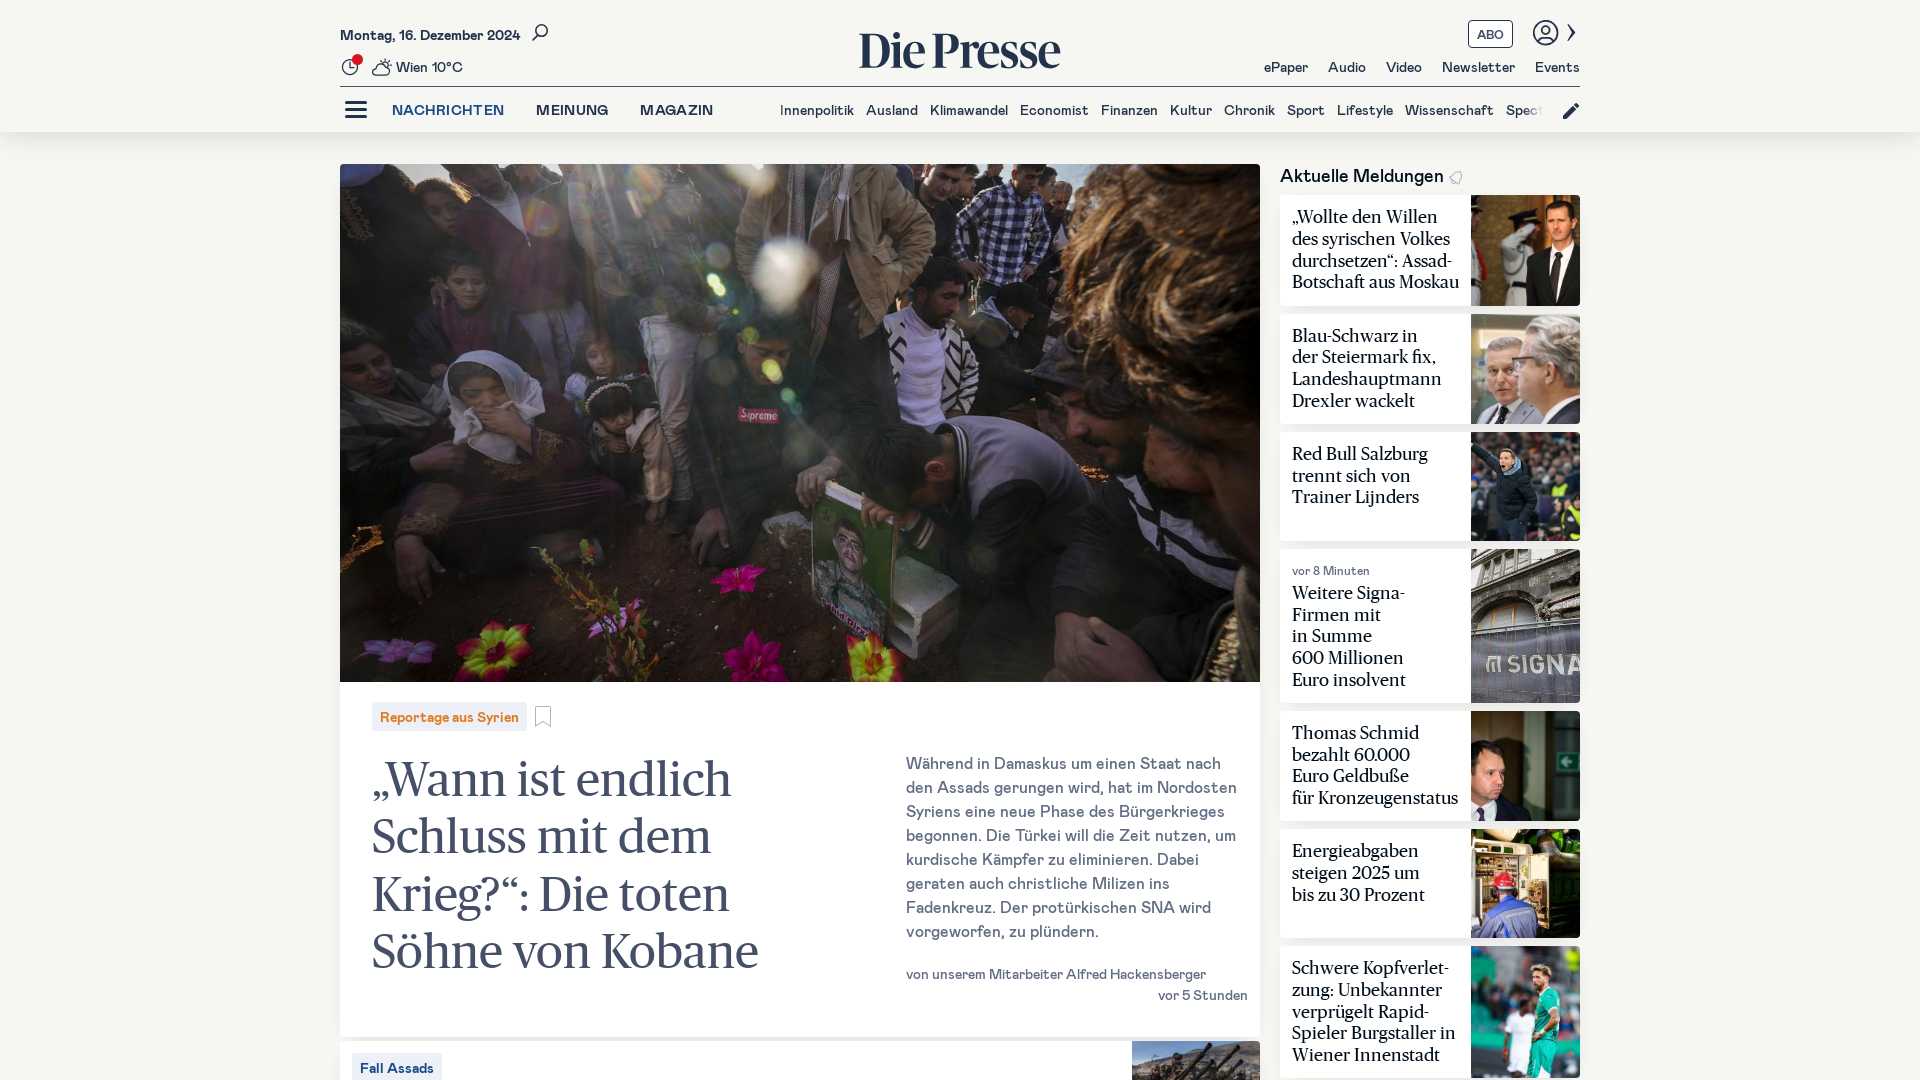 Montag, 16. Dezember 2024
Wien 10°C
Die Presse
ABO
ePaper Audio Video Newsletter Events
NACHRICHTEN MEINUNG MAGAZIN
Innenpolitik Ausland Klimawandel Economist Finanzen Kultur Chronik Sport Lifestyle Wissenschaft Spect
Supreme
Reportage aus Syrien
„Wann ist endlich
Schluss mit dem
Krieg?“: Die toten
Söhne von Kobane
Während in Damaskus um einen Staat nach
den Assads gerungen wird, hat im Nordosten
Syriens eine neue Phase des Bürgerkrieges
begonnen. Die Türkei will die Zeit nutzen, um
kurdische Kämpfer zu eliminieren. Dabei
geraten auch christliche Milizen ins
Fadenkreuz. Der protürkischen SNA wird
vorgeworfen, zu plündern.
von unserem Mitarbeiter Alfred Hackensberger
vor 5 Stunden
Fall Assads
Aktuelle Meldungen
„Wollte den Willen
des syrischen Volkes
durchsetzen“: Assad-
Botschaft aus Moskau
Blau-Schwarz in
der Steiermark fix,
Landeshauptmann
Drexler wackelt
Red Bull Salzburg
trennt sich von
Trainer Lijnders
vor 8 Minuten
Weitere Signa-
Firmen mit
in Summe
600 Millionen
Euro insolvent
SIGNA
Thomas Schmid
bezahlt 60.000
Euro Geldbuße
für Kronzeugenstatus
Energieabgaben
steigen 2025 um
bis zu 30 Prozent
Schwere Kopfverlet-
zung: Unbekannter
verprügelt Rapid-
Spieler Burgstaller in
Wiener Innenstadt